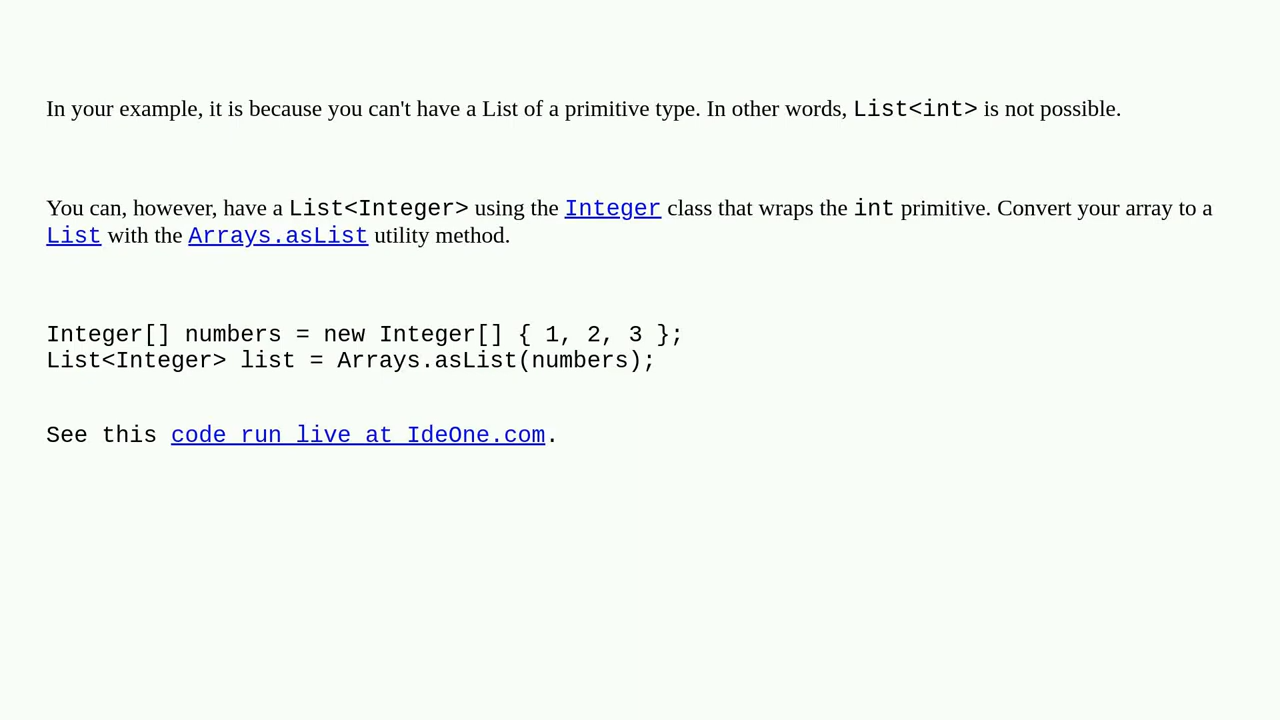 In your example, it is because you can't have a List of a primitive type. In other words, List<int> is not possible.
You can, however, have a List<Integer> using the Integer class that wraps the int primitive. Convert your array to a
List with the Arrays.asList utility method.
Integer[] numbers = new Integer[] { 1, 2, 3 };
List<Integer> list = Arrays.asList(numbers);
See this code run live at IdeOne.com.